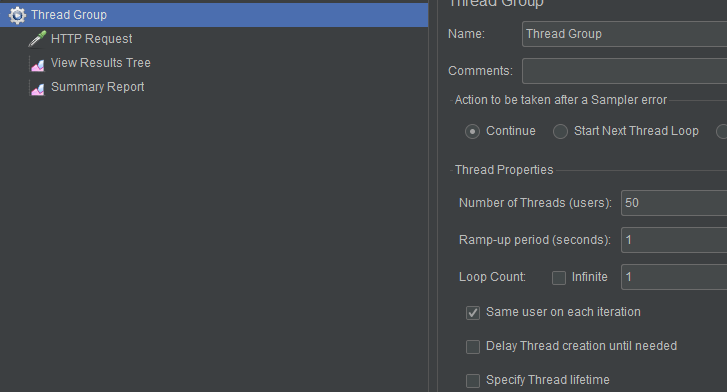 Thread Group
HTTP Request
View Results Tree
Summary Report
Thread Group
Name: Thread Group
Comments:
Action to be taken after a Sampler error
Continue Start Next Thread Loop
Thread Properties
Number of Threads (users): 50
Ramp-up period (seconds): 1
Loop Count: Infinite 1
Same user on each iteration
Delay Thread creation until needed
Specify Thread lifetime